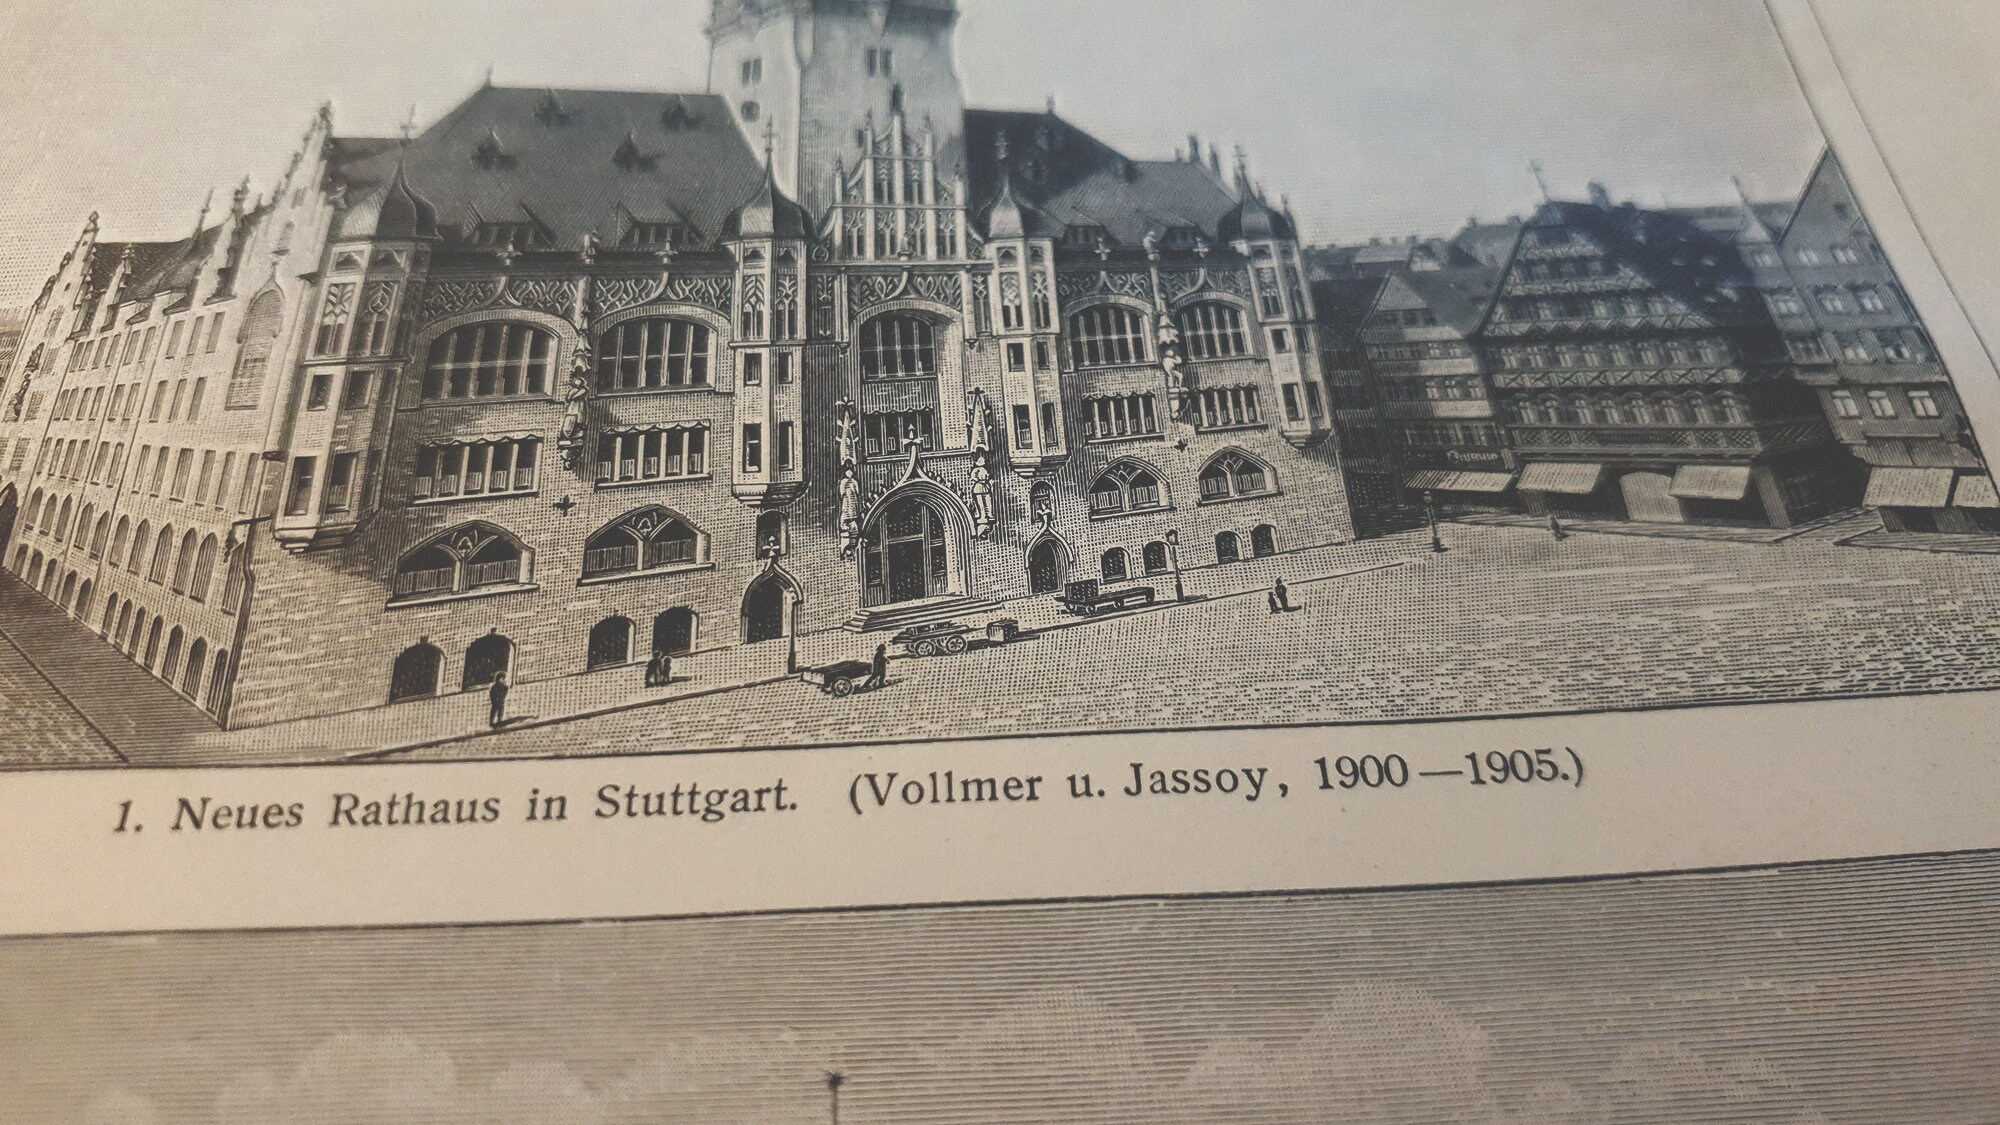 1. Neues Rathaus in Stuttgart. (Vollmer u. Jassoy, 1900—1905.)